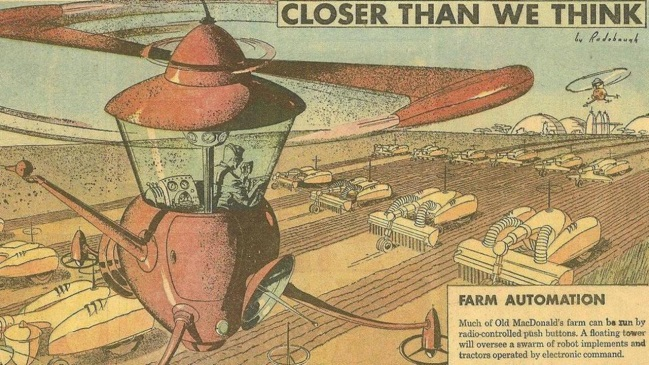 CLOSER THAN WE THINK
by Radebaugh
FARM AUTOMATION
Much of Old MacDonald's farm can be run by
radio-controlled push buttons. A floating tower
will oversee a swarm of robot implements and
tractors operated by electronic command.